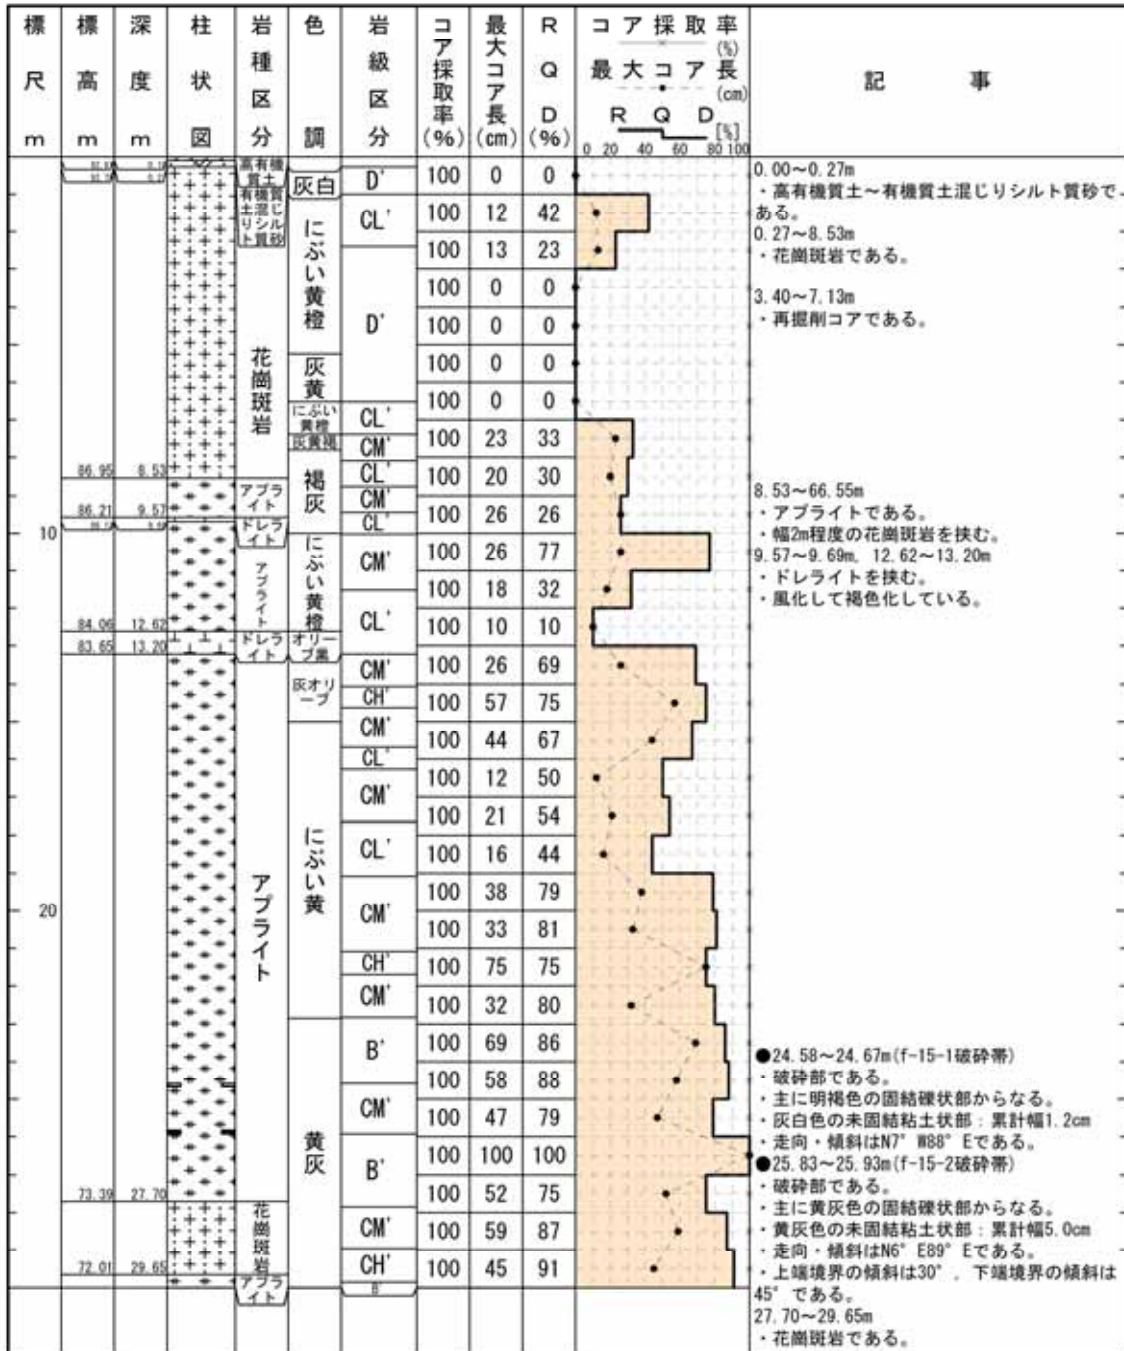 標尺 m
標高 m
深度 m
柱状図
岩種区分
色調
岩級区分
コア採取率 (%)
最大コア長 (cm)
RQD (%)
コア採取率 (%)
最大コア長 (cm)
RQD [%]
0 20 40 60 80 100
記事
高有機質土
有機質土混じりシルト質砂
花崗斑岩
アプライト
ドレライト
アプライト
ドレライト
アプライト
花崗斑岩
アプライト
灰白
にぶい黄橙
灰黄
にぶい黄橙
灰黄褐
褐灰
にぶい黄橙
オリーブ黒
灰オリーブ
にぶい黄
黄灰
D'
CL'
D'
CL'
CM'
CL'
CM'
CL'
CM'
CL'
CM'
CH'
CM'
CL'
CM'
CL'
CM'
CH'
CM'
B'
CM'
B'
CM'
CH'
B'
86.95 8.53
86.21 9.57
10
84.06 12.62
83.65 13.20
20
73.39 27.70
72.01 29.65
100 0 0
100 12 42
100 13 23
100 0 0
100 0 0
100 0 0
100 0 0
100 23 33
100 20 30
100 26 26
100 26 77
100 18 32
100 10 10
100 26 69
100 57 75
100 44 67
100 12 50
100 21 54
100 16 44
100 38 79
100 33 81
100 75 75
100 32 80
100 69 86
100 58 88
100 47 79
100 100 100
100 52 75
100 59 87
100 45 91
0.00～0.27m
・高有機質土～有機質土混じりシルト質砂で
ある。
0.27～8.53m
・花崗斑岩である。
3.40～7.13m
・再掘削コアである。
8.53～66.55m
・アプライトである。
・幅2m程度の花崗斑岩を挟む。
9.57～9.69m, 12.62～13.20m
・ドレライトを挟む。
・風化して褐色化している。
●24.58～24.67m(f-15-1破砕帯)
・破砕部である。
・主に明褐色の固結礫状部からなる。
・灰白色の未固結粘土状部：累計幅1.2cm
・走向・傾斜はN7° W88° Eである。
●25.83～25.93m(f-15-2破砕帯)
・破砕部である。
・主に黄灰色の固結礫状部からなる。
・黄灰色の未固結粘土状部：累計幅5.0cm
・走向・傾斜はN6° E89° Eである。
・上端境界の傾斜は30°，下端境界の傾斜は
45° である。
27.70～29.65m
・花崗斑岩である。